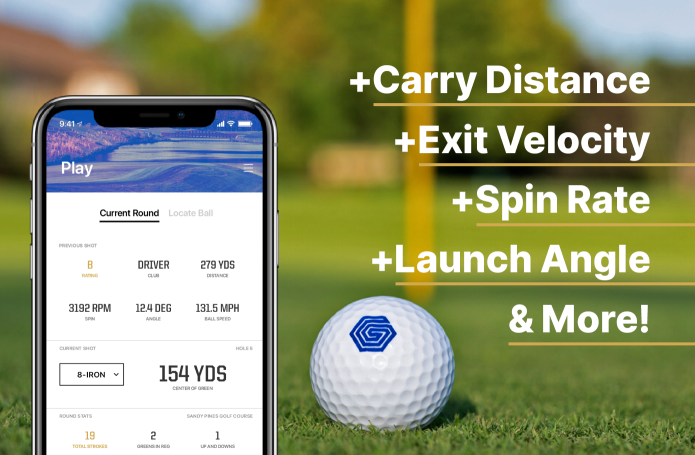 9:41
Play
Current Round Locate Ball
PREVIOUS SHOT
B DRIVER 279 YDS
RATING CLUB DISTANCE
3192 RPM 12.4 DEG 131.5 MPH
SPIN ANGLE BALL SPEED
CURRENT SHOT HOLE 5
8-IRON 154 YDS
CENTER OF GREEN
ROUND STATS SANDY PINES GOLF COURSE
19 2 1
TOTAL STROKES GREENS IN REG UP AND DOWNS
+Carry Distance
+Exit Velocity
+Spin Rate
+Launch Angle
& More!